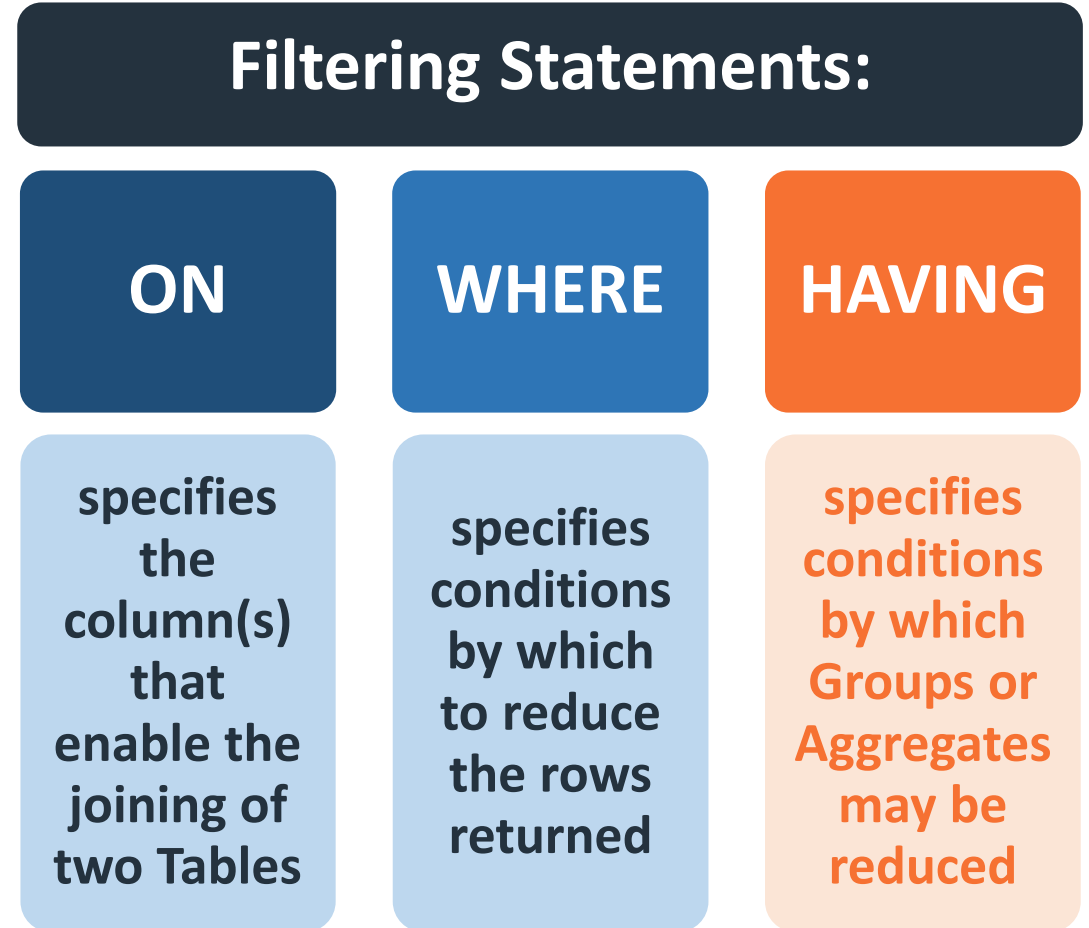 Filtering Statements:
ON
WHERE
HAVING
specifies
the
column(s)
that
enable the
joining of
two Tables
specifies
conditions
by which
to reduce
the rows
returned
specifies
conditions
by which
Groups or
Aggregates
may be
reduced